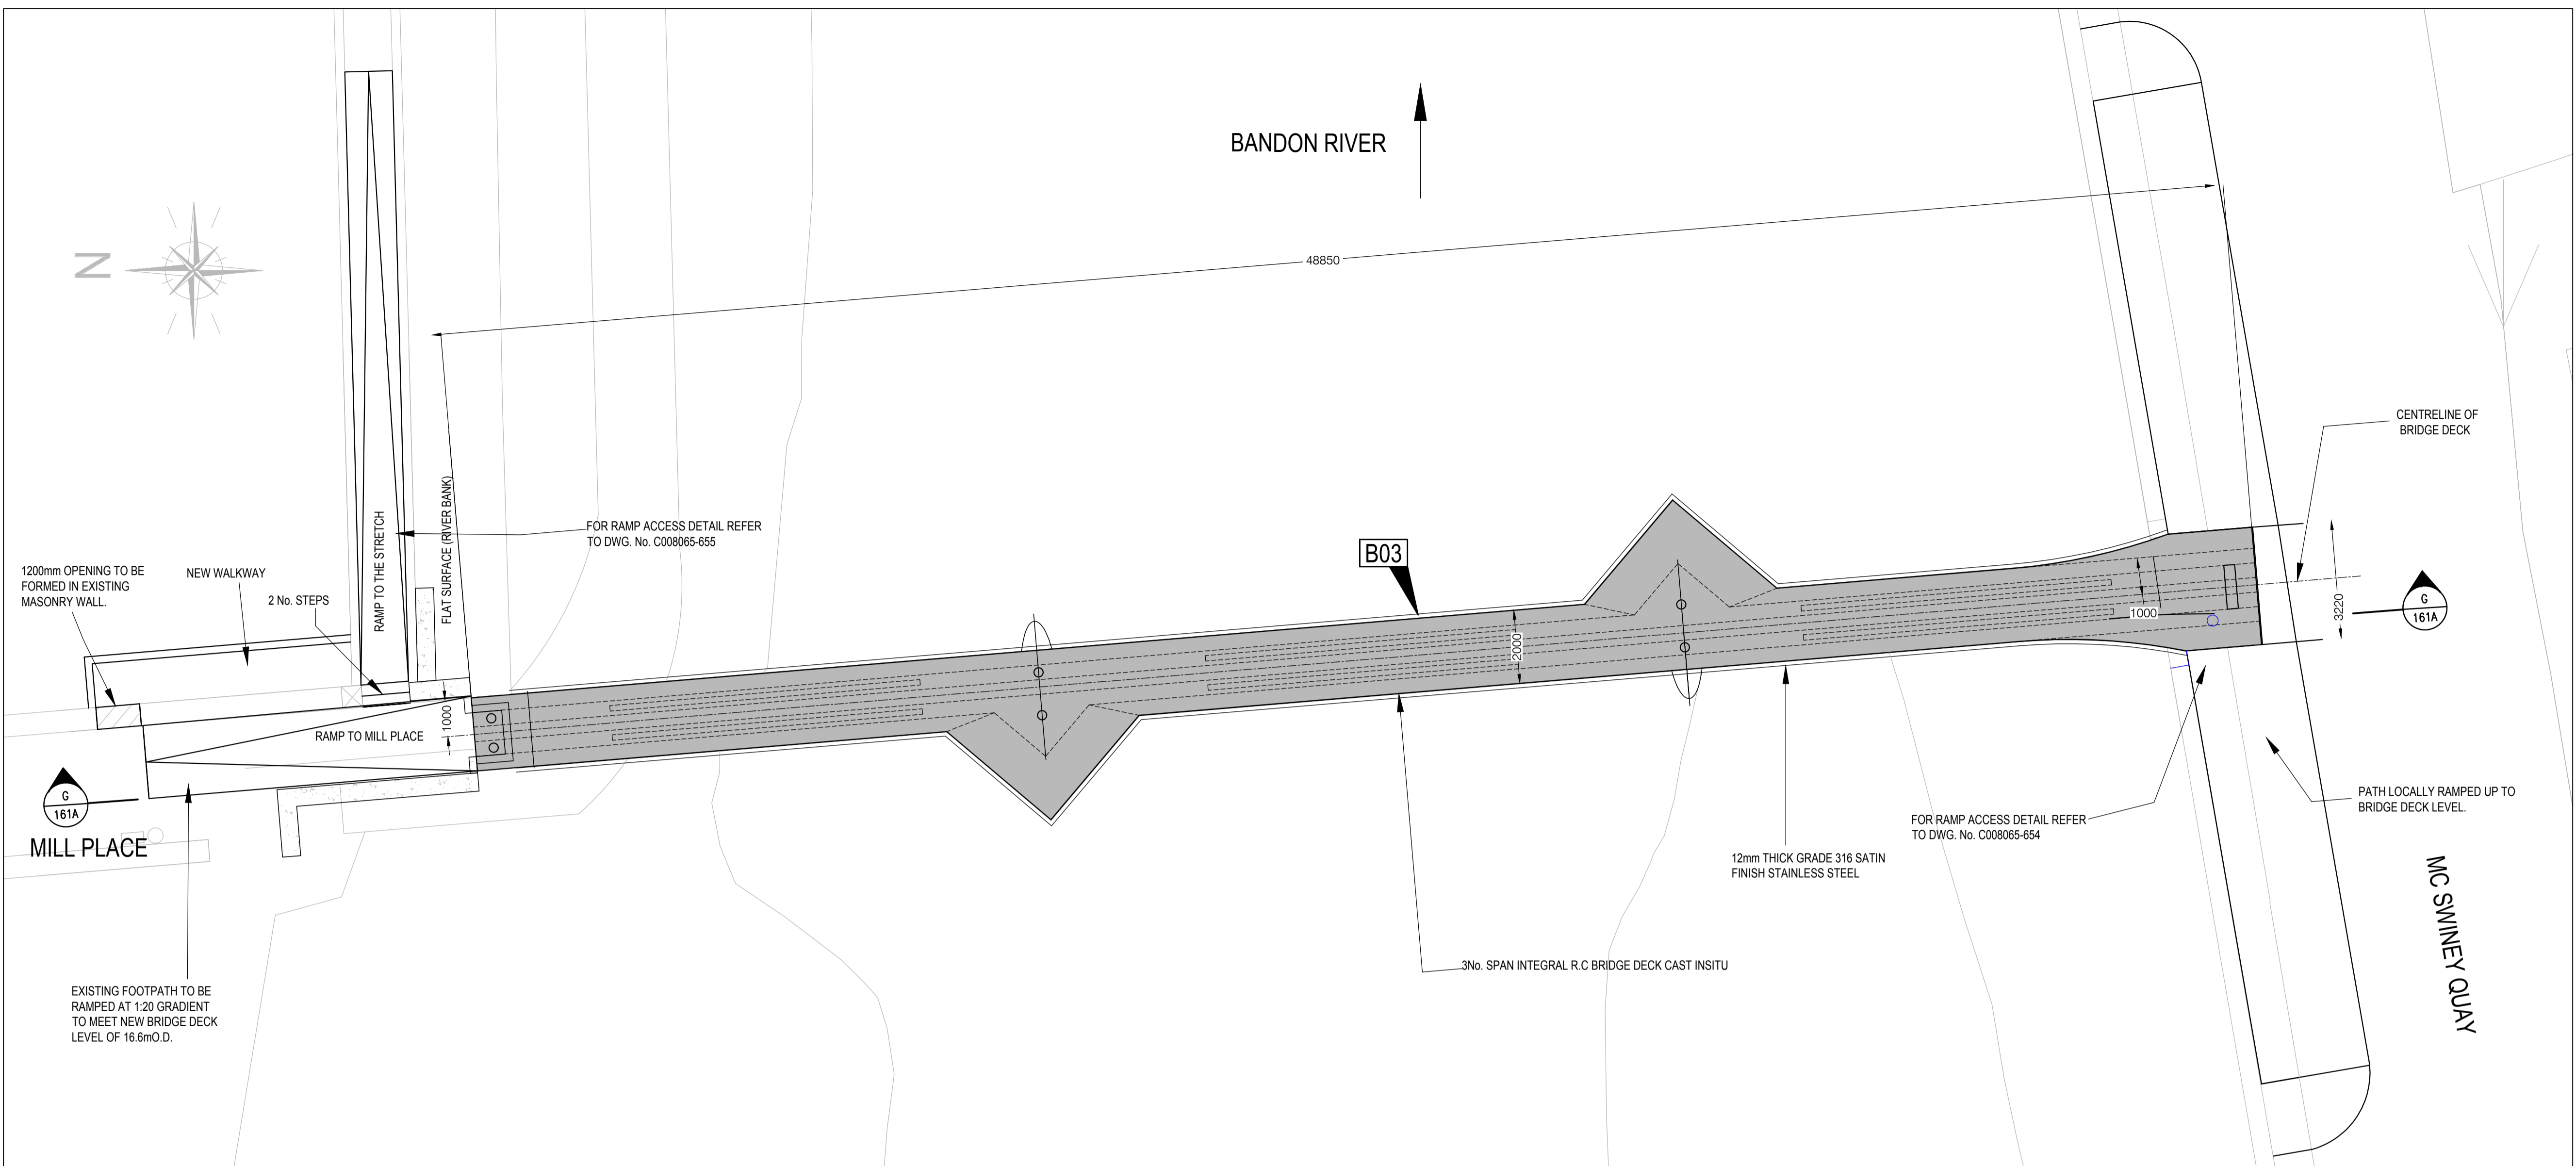 BANDON RIVER
N
48850
CENTRELINE OF
BRIDGE DECK
FOR RAMP ACCESS DETAIL REFER
TO DWG. No. C008065-655
FLAT SURFACE (RIVER BANK)
RAMP TO THE STRETCH
1200mm OPENING TO BE
FORMED IN EXISTING
MASONRY WALL.
NEW WALKWAY
2 No. STEPS
B03
2000
1000
3220
G
161A
1000
RAMP TO MILL PLACE
G
161A
MILL PLACE
EXISTING FOOTPATH TO BE
RAMPED AT 1:20 GRADIENT
TO MEET NEW BRIDGE DECK
LEVEL OF 16.6mO.D.
3No. SPAN INTEGRAL R.C BRIDGE DECK CAST INSITU
12mm THICK GRADE 316 SATIN
FINISH STAINLESS STEEL
FOR RAMP ACCESS DETAIL REFER
TO DWG. No. C008065-654
PATH LOCALLY RAMPED UP TO
BRIDGE DECK LEVEL.
MC SWINEY QUAY